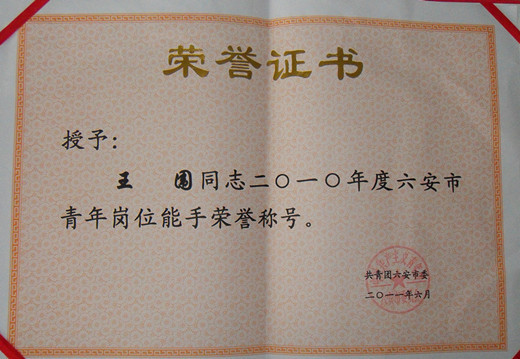 荣誉证书
授予：
王 囡同志二〇一〇年度六安市
青年岗位能手荣誉称号。
共青团六安市委
二〇一一年六月